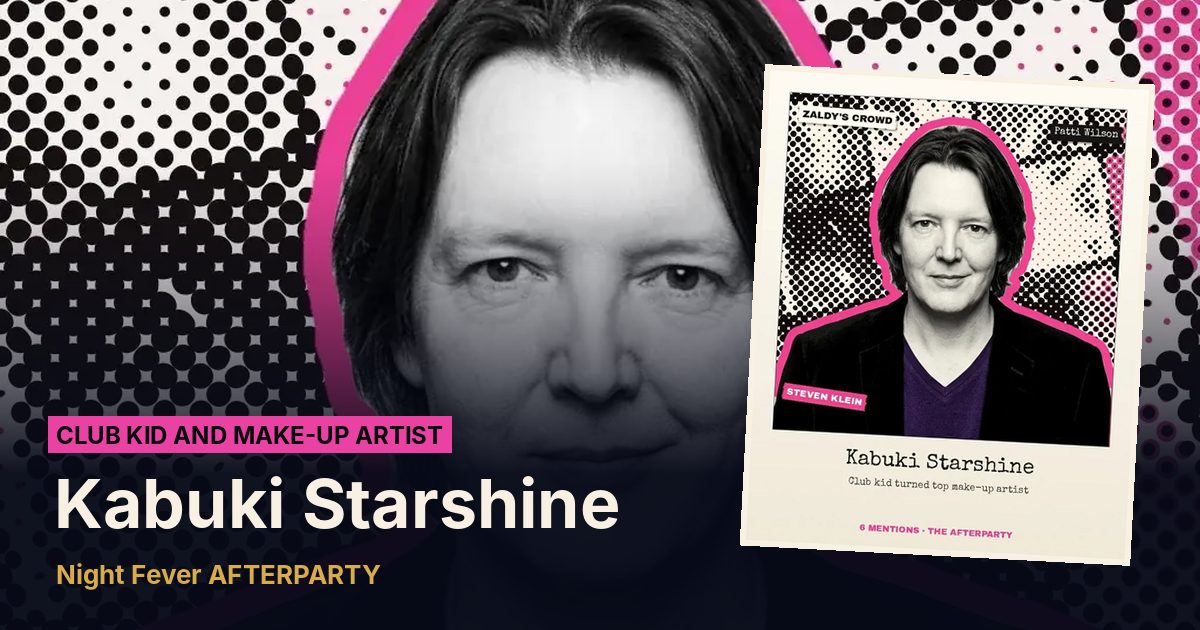 CLUB KID AND MAKE-UP ARTIST
Kabuki Starshine
Night Fever AFTERPARTY
ZALDY'S CROWD
Patti Wilson
STEVEN KLEIN
Kabuki Starshine
Club kid turned top make-up artist
6 MENTIONS · THE AFTERPARTY